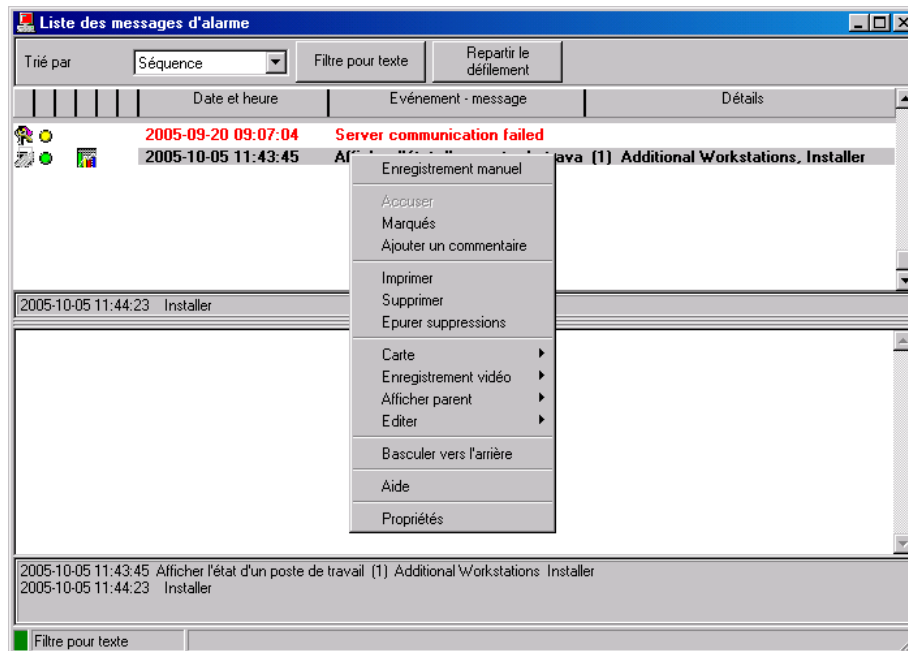 Liste des messages d'alarme
Trié par
Séquence
Filtre pour texte
Repartir le
défilement
Date et heure
Evénement - message
Détails
2005-09-20 09:07:04 Server communication failed
2005-10-05 11:43:45 (1) Additional Workstations, Installer
Enregistrement manuel
Accuser
Marqués
Ajouter un commentaire
Imprimer
Supprimer
Epurer suppressions
Carte
Enregistrement vidéo
Afficher parent
Editer
Basculer vers l'arrière
Aide
Propriétés
2005-10-05 11:44:23 Installer
2005-10-05 11:43:45 Afficher l'état d'un poste de travail (1) Additional Workstations Installer
2005-10-05 11:44:23 Installer
Filtre pour texte